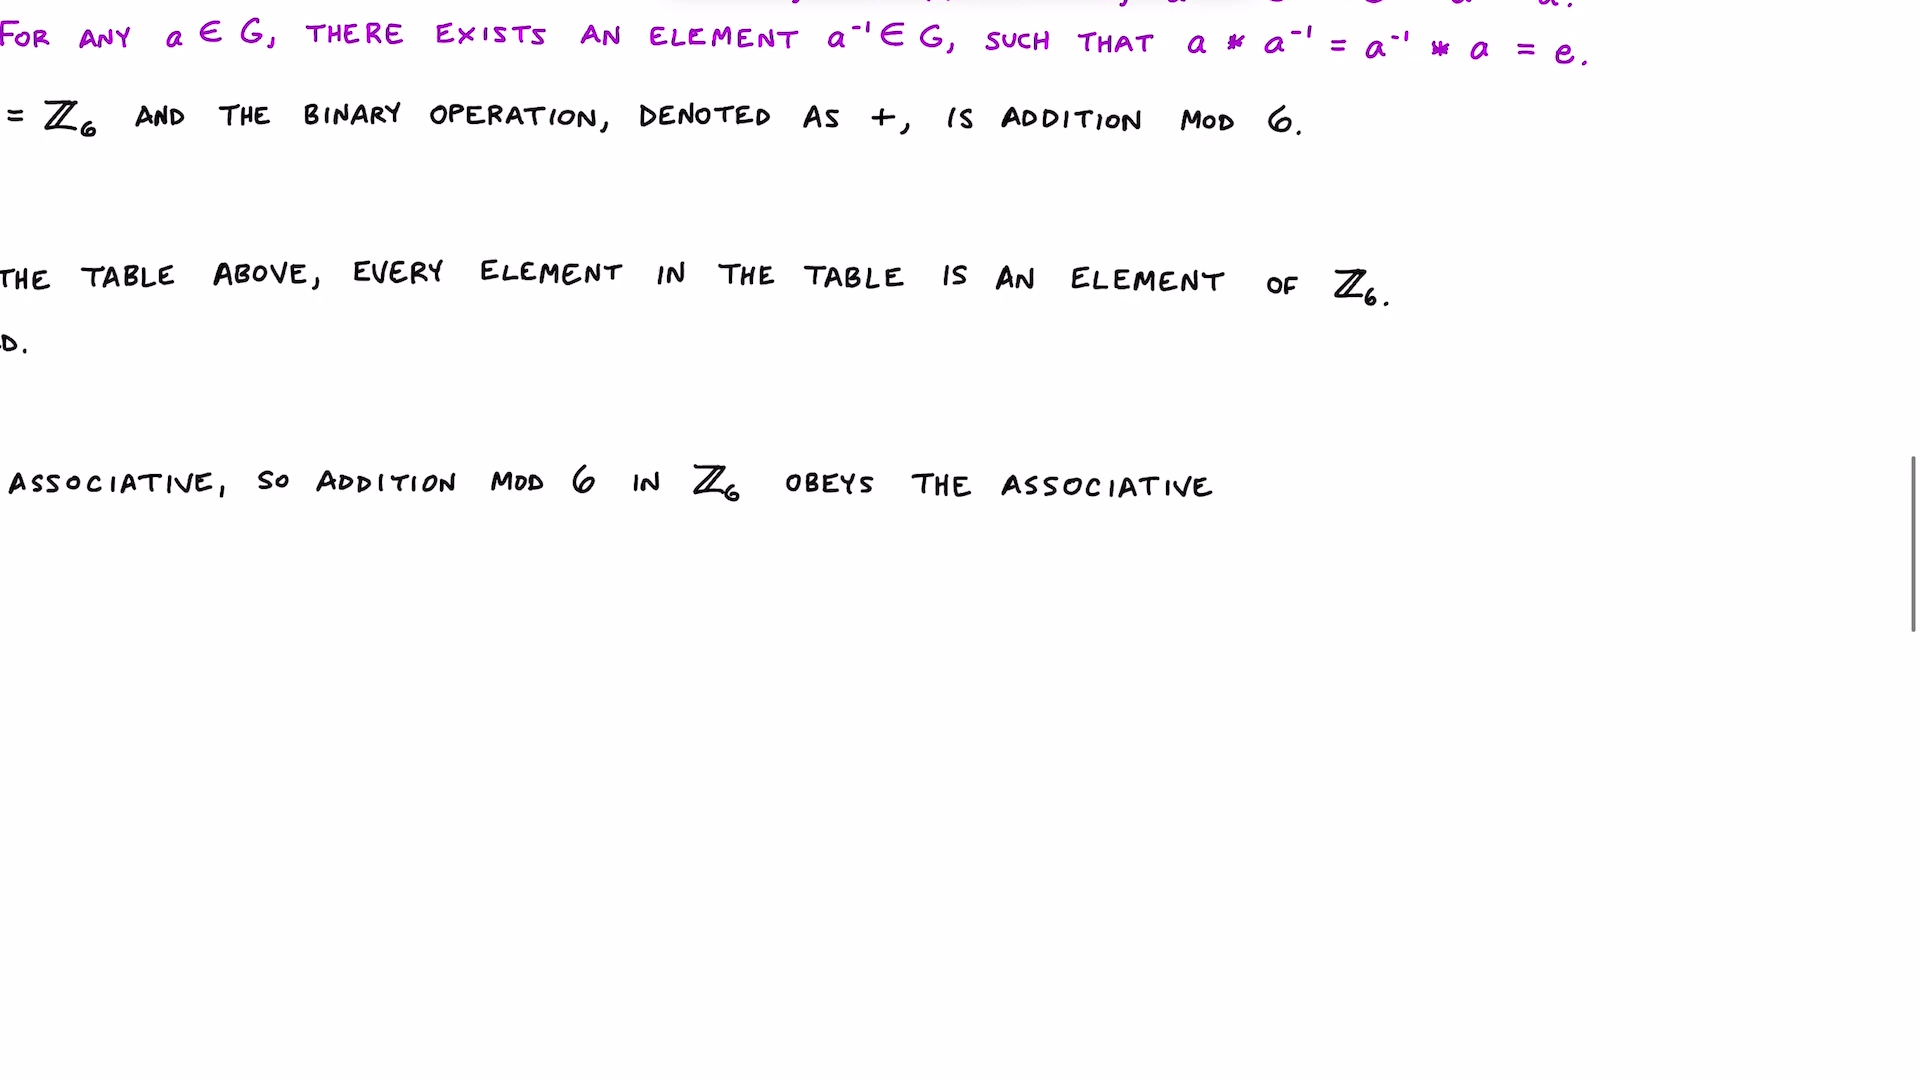 FOR ANY a ∈ G, THERE EXISTS AN ELEMENT a⁻¹ ∈ G, SUCH THAT a * a⁻¹ = a⁻¹ * a = e.
= ℤ₆ AND THE BINARY OPERATION, DENOTED AS +, IS ADDITION MOD 6.
THE TABLE ABOVE, EVERY ELEMENT IN THE TABLE IS AN ELEMENT OF ℤ₆.
D.
ASSOCIATIVE, SO ADDITION MOD 6 IN ℤ₆ OBEYS THE ASSOCIATIVE